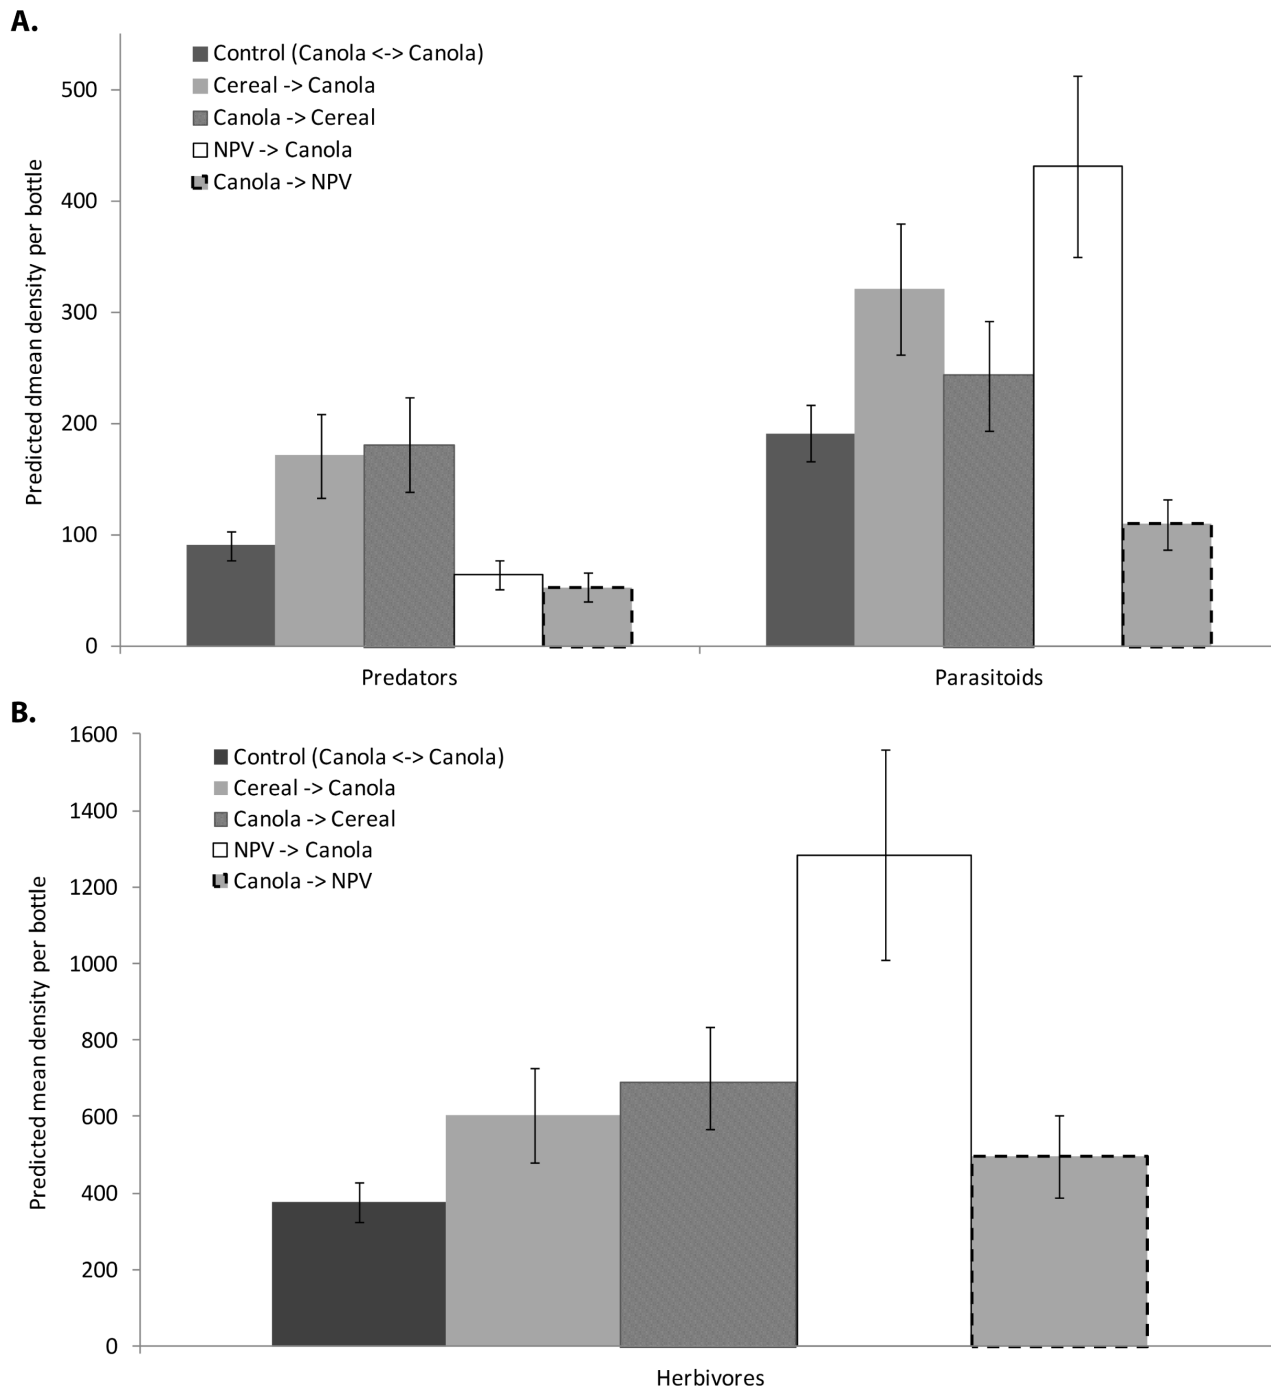 A.
Control (Canola <-> Canola)
Cereal -> Canola
Canola -> Cereal
NPV -> Canola
Canola -> NPV
Predicted dmean density per bottle
500
400
300
200
100
0
Predators
Parasitoids
B.
Control (Canola <-> Canola)
Cereal -> Canola
Canola -> Cereal
NPV -> Canola
Canola -> NPV
Predicted mean density per bottle
1600
1400
1200
1000
800
600
400
200
0
Herbivores